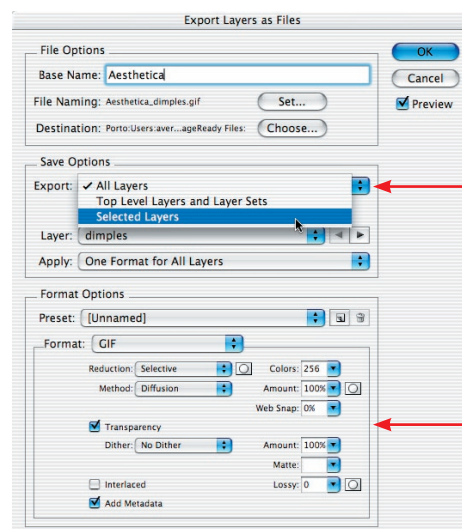 Export Layers as Files
File Options
OK
Base Name: Aesthetica
Cancel
File Naming: Aesthetica_dimples.gif Set...
Preview
Destination: Porto:Users:aver...ageReady Files: Choose...
Save Options
Export: ✓ All Layers
Top Level Layers and Layer Sets
Selected Layers
Layer: dimples
Apply: One Format for All Layers
Format Options
Preset: [Unnamed]
Format: GIF
Reduction: Selective Colors: 256
Method: Diffusion Amount: 100%
Web Snap: 0%
Transparency
Dither: No Dither Amount: 100%
Matte:
Interlaced Lossy: 0
Add Metadata